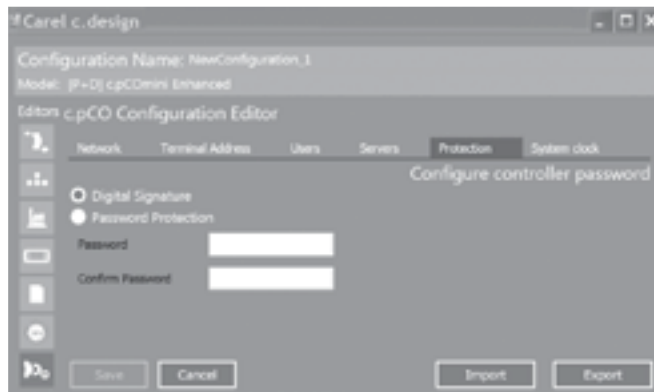 Carel c.design
Configuration Name: NewConfiguration_1
Model: [P+D] c.pCOmini Enhanced
Editors c.pCO Configuration Editor
Network Terminal Address Users Servers Protection System clock
Configure controller password
Digital Signature
Password Protection
Password
Confirm Password
Save Cancel Import Export